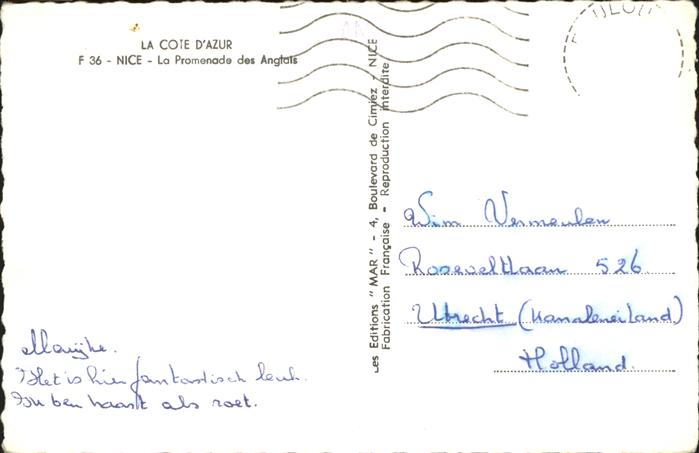 LA COTE D'AZUR
F 36 - NICE - La Promenade des Anglais
Les Editions "MAR" - 4, Boulevard de Cimiez - NICE
Fabrication Française - Reproduction interdite
Wim Vermeulen
Rooseveltlaan 526
Utrecht (Kanaleneiland)
Holland.
Marijke.
Het is hier fantastisch leuk.
Ik ben haast als roet.